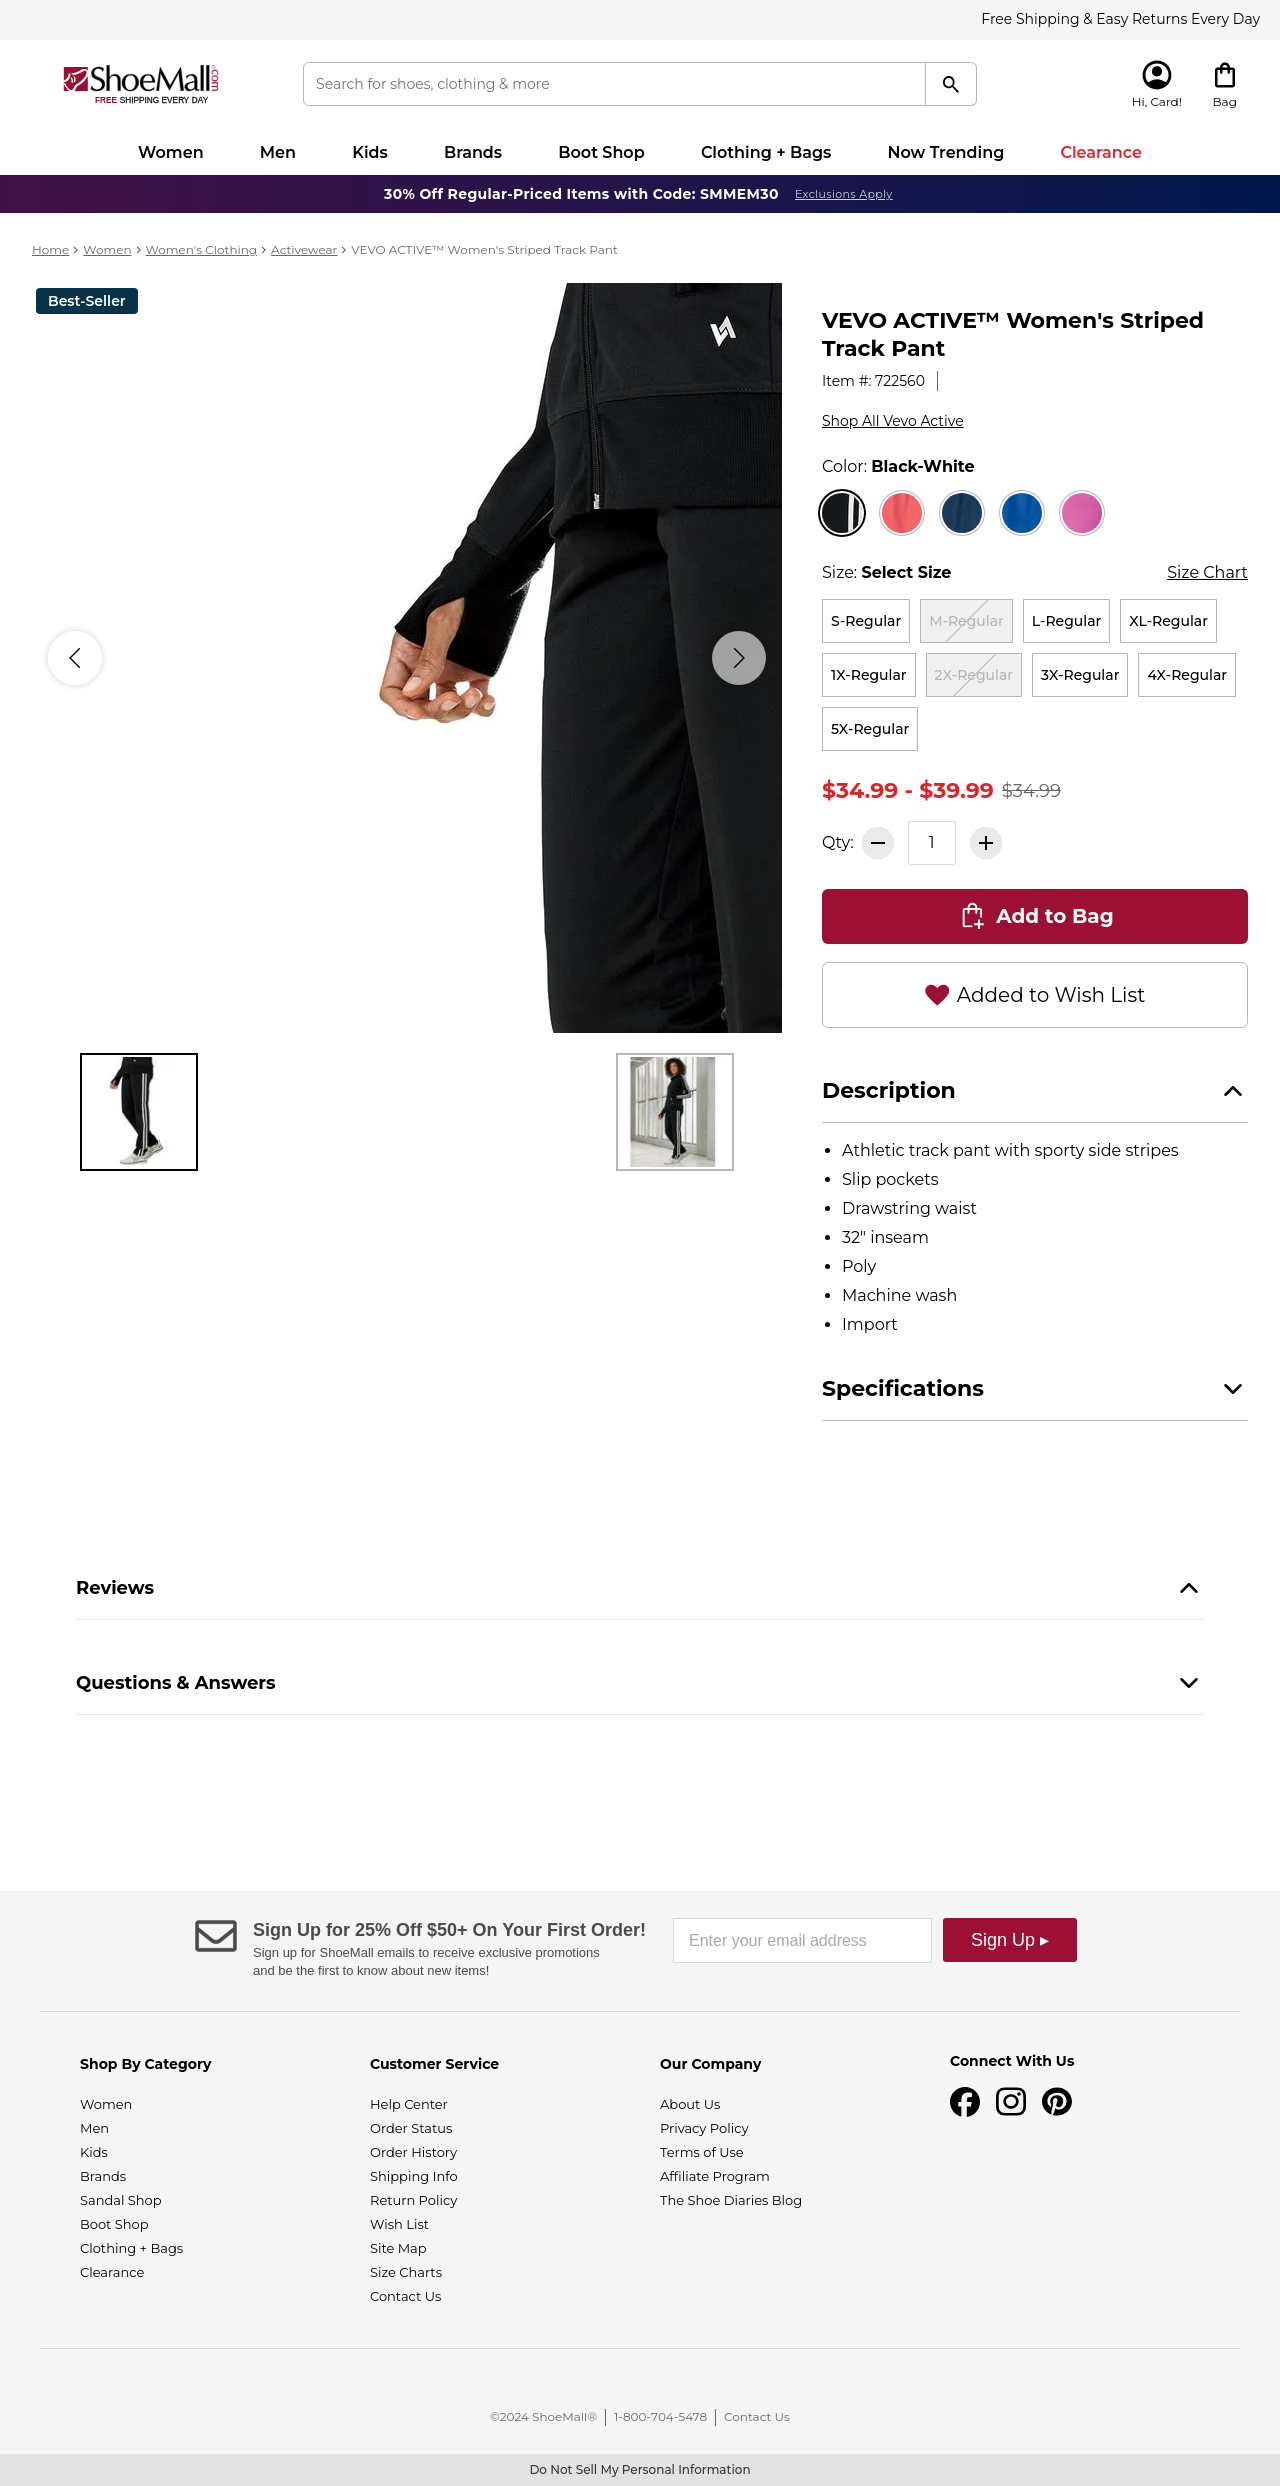 Free Shipping & Easy Returns Every Day
ShoeMall.com
FREE SHIPPING EVERY DAY
Search for shoes, clothing & more
Hi, Card!
Bag
Women
Men
Kids
Brands
Boot Shop
Clothing + Bags
Now Trending
Clearance
30% Off Regular-Priced Items with Code: SMMEM30 Exclusions Apply
Home > Women > Women's Clothing > Activewear > VEVO ACTIVE™ Women's Striped Track Pant
Best-Seller
VEVO ACTIVE™ Women's Striped
Track Pant
Item #: 722560
Shop All Vevo Active
Color: Black-White
Size: Select Size
Size Chart
S-Regular
M-Regular
L-Regular
XL-Regular
1X-Regular
2X-Regular
3X-Regular
4X-Regular
5X-Regular
$34.99 - $39.99 $34.99
Qty: 1
Add to Bag
Added to Wish List
Description
• Athletic track pant with sporty side stripes
• Slip pockets
• Drawstring waist
• 32" inseam
• Poly
• Machine wash
• Import
Specifications
Reviews
Questions & Answers
Sign Up for 25% Off $50+ On Your First Order!
Sign up for ShoeMall emails to receive exclusive promotions
and be the first to know about new items!
Enter your email address
Sign Up ▸
Shop By Category
Women
Men
Kids
Brands
Sandal Shop
Boot Shop
Clothing + Bags
Clearance
Customer Service
Help Center
Order Status
Order History
Shipping Info
Return Policy
Wish List
Site Map
Size Charts
Contact Us
Our Company
About Us
Privacy Policy
Terms of Use
Affiliate Program
The Shoe Diaries Blog
Connect With Us
©2024 ShoeMall® | 1-800-704-5478 | Contact Us
Do Not Sell My Personal Information